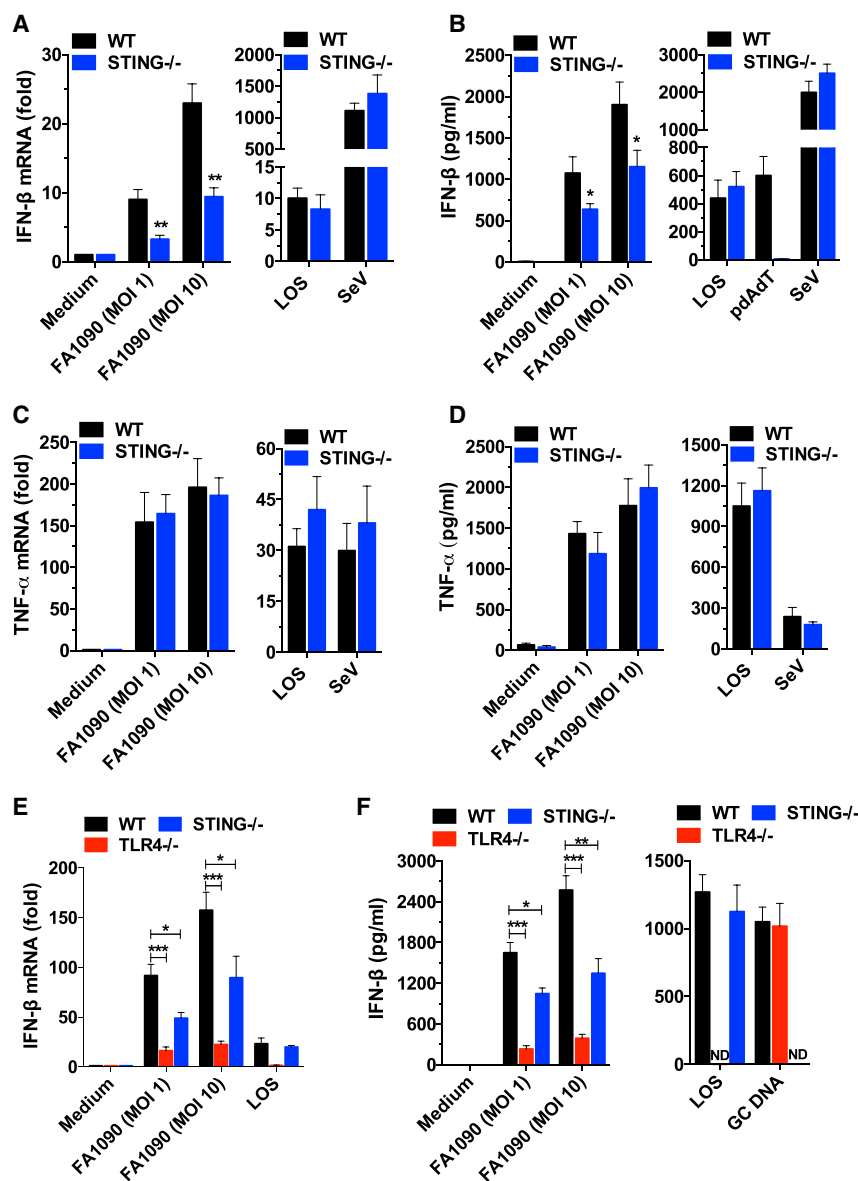 A
WT
STING-/-
WT
STING-/-
IFN-β mRNA (fold)
30
20
10
0
2000
1500
1000
500
15
10
5
0
**
**
Medium
FA1090 (MOI 1)
FA1090 (MOI 10)
LOS
SeV
B
WT
STING-/-
WT
STING-/-
IFN-β (pg/ml)
2500
2000
1500
1000
500
0
3000
2000
1000
600
400
200
0
*
*
Medium
FA1090 (MOI 1)
FA1090 (MOI 10)
LOS
pdAdT
SeV
C
WT
STING-/-
WT
STING-/-
TNF-α mRNA (fold)
250
200
150
100
50
0
60
45
30
15
0
Medium
FA1090 (MOI 1)
FA1090 (MOI 10)
LOS
SeV
D
WT
STING-/-
WT
STING-/-
TNF-α (pg/ml)
2500
2000
1500
1000
500
0
1500
1200
900
600
300
0
Medium
FA1090 (MOI 1)
FA1090 (MOI 10)
LOS
SeV
E
WT
STING-/-
TLR4-/-
IFN-β mRNA (fold)
200
150
100
50
0
*
***
*
***
Medium
FA1090 (MOI 1)
FA1090 (MOI 10)
LOS
F
WT
STING-/-
TLR4-/-
IFN-β (pg/ml)
3000
2400
1800
1200
600
0
*
***
**
***
Medium
FA1090 (MOI 1)
FA1090 (MOI 10)
1500
1200
900
600
300
0
ND
ND
LOS
GC DNA